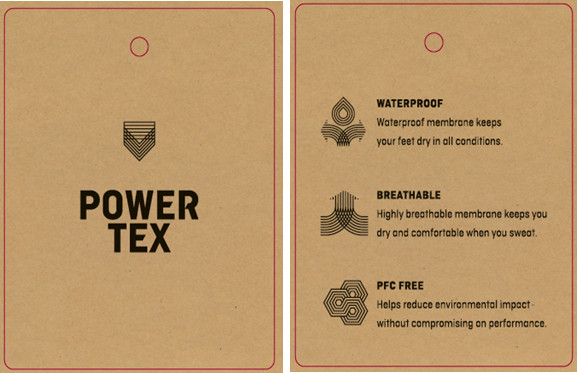 POWER
TEX
WATERPROOF
Waterproof membrane keeps
your feet dry in all conditions.
BREATHABLE
Highly breathable membrane keeps you
dry and comfortable when you sweat.
PFC FREE
Helps reduce environmental impact
without compromising on performance.